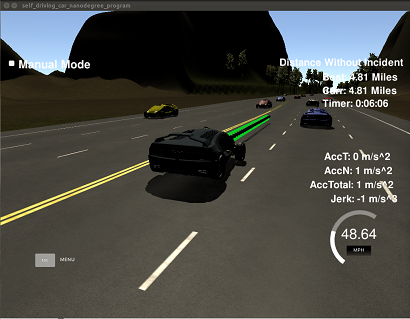 self_driving_car_nanodegree_program
Manual Mode
Distance Without Incident
Best: 4.81 Miles
Curr: 4.81 Miles
Timer: 0:06:06
AccT: 0 m/s^2
AccN: 1 m/s^2
AccTotal: 1 m/s^2
Jerk: -1 m/s^3
48.64
MPH
MENU